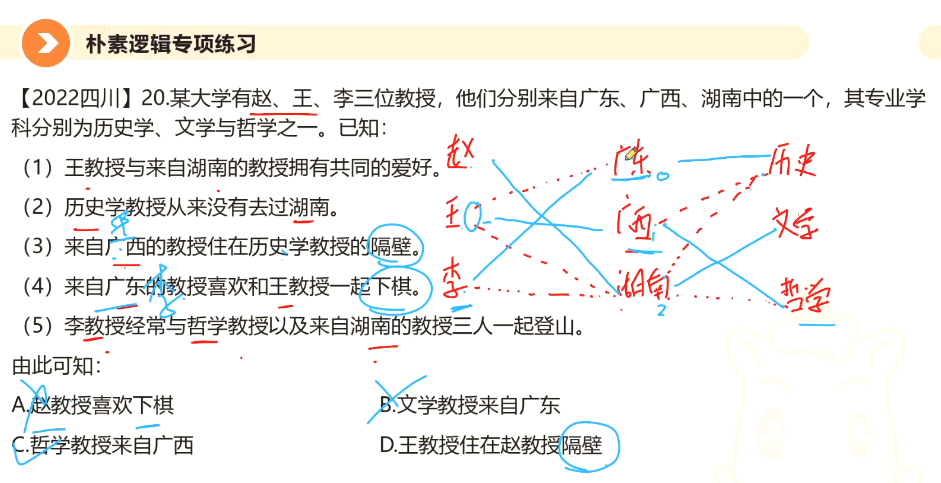 朴素逻辑专项练习
【2022四川】20.某大学有赵、王、李三位教授，他们分别来自广东、广西、湖南中的一个，其专业学
科分别为历史学、文学与哲学之一。已知：
（1）王教授与来自湖南的教授拥有共同的爱好。
（2）历史学教授从来没有去过湖南。
（3）来自广西的教授住在历史学教授的隔壁。
（4）来自广东的教授喜欢和王教授一起下棋。
（5）李教授经常与哲学教授以及来自湖南的教授三人一起登山。
由此可知：
A.赵教授喜欢下棋 B.文学教授来自广东
C.哲学教授来自广西 D.王教授住在赵教授隔壁
赵 广东 0 历史
王 广西 1 文学
李 湖南 2 哲学